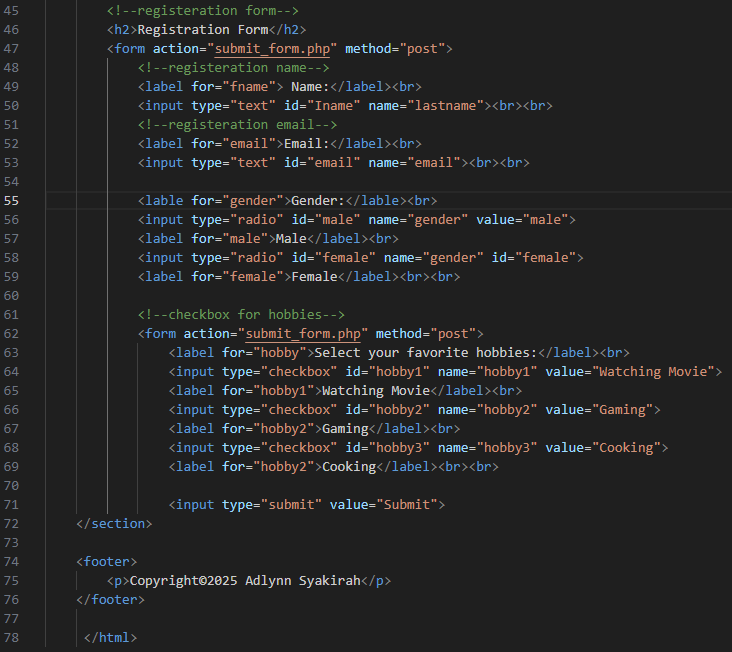 45 <!--registeration form-->
46 <h2>Registration Form</h2>
47 <form action="submit_form.php" method="post">
48 <!--registeration name-->
49 <label for="fname"> Name:</label><br>
50 <input type="text" id="Iname" name="lastname"><br><br>
51 <!--registeration email-->
52 <label for="email">Email:</label><br>
53 <input type="text" id="email" name="email"><br><br>
54
55 <lable for="gender">Gender:</lable><br>
56 <input type="radio" id="male" name="gender" value="male">
57 <label for="male">Male</label><br>
58 <input type="radio" id="female" name="gender" id="female">
59 <label for="female">Female</label><br><br>
60
61 <!--checkbox for hobbies-->
62 <form action="submit_form.php" method="post">
63 <label for="hobby">Select your favorite hobbies:</label><br>
64 <input type="checkbox" id="hobby1" name="hobby1" value="Watching Movie">
65 <label for="hobby1">Watching Movie</label><br>
66 <input type="checkbox" id="hobby2" name="hobby2" value="Gaming">
67 <label for="hobby2">Gaming</label><br>
68 <input type="checkbox" id="hobby3" name="hobby3" value="Cooking">
69 <label for="hobby2">Cooking</label><br><br>
70
71 <input type="submit" value="Submit">
72 </section>
73
74 <footer>
75 <p>Copyright©2025 Adlynn Syakirah</p>
76 </footer>
77
78 </html>